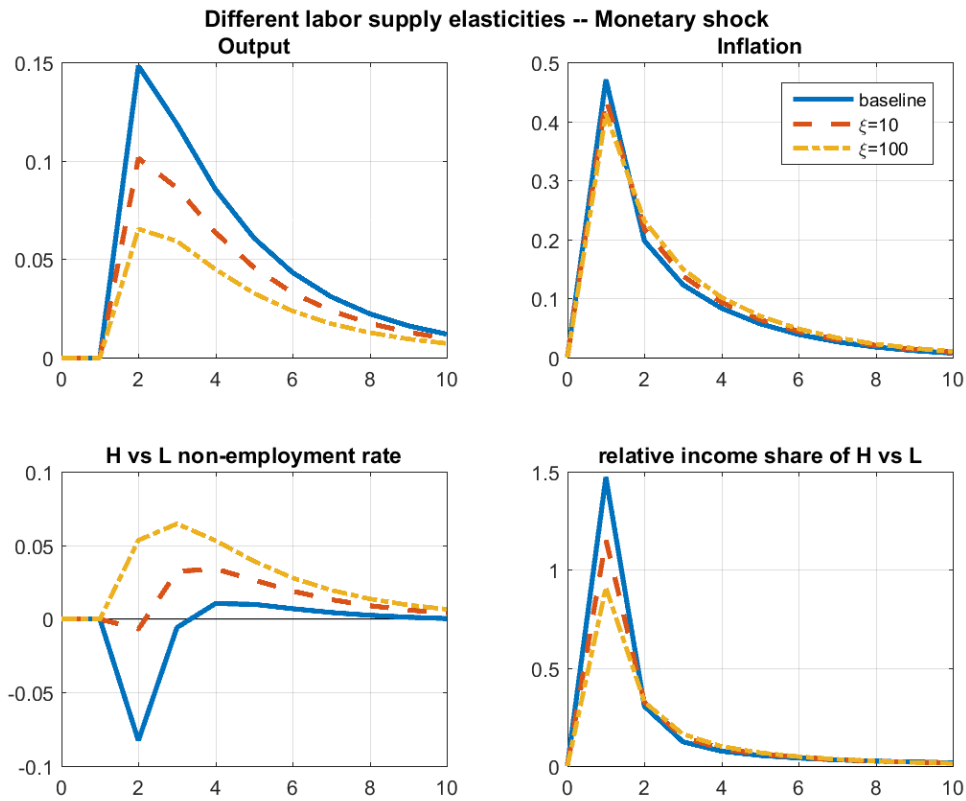 Different labor supply elasticities -- Monetary shock
Output
0.15
0.1
0.05
0
0 2 4 6 8 10
Inflation
0.5
0.4
0.3
0.2
0.1
0
0 2 4 6 8 10
baseline
ξ=10
ξ=100
H vs L non-employment rate
0.1
0.05
0
-0.05
-0.1
0 2 4 6 8 10
relative income share of H vs L
1.5
1
0.5
0
0 2 4 6 8 10